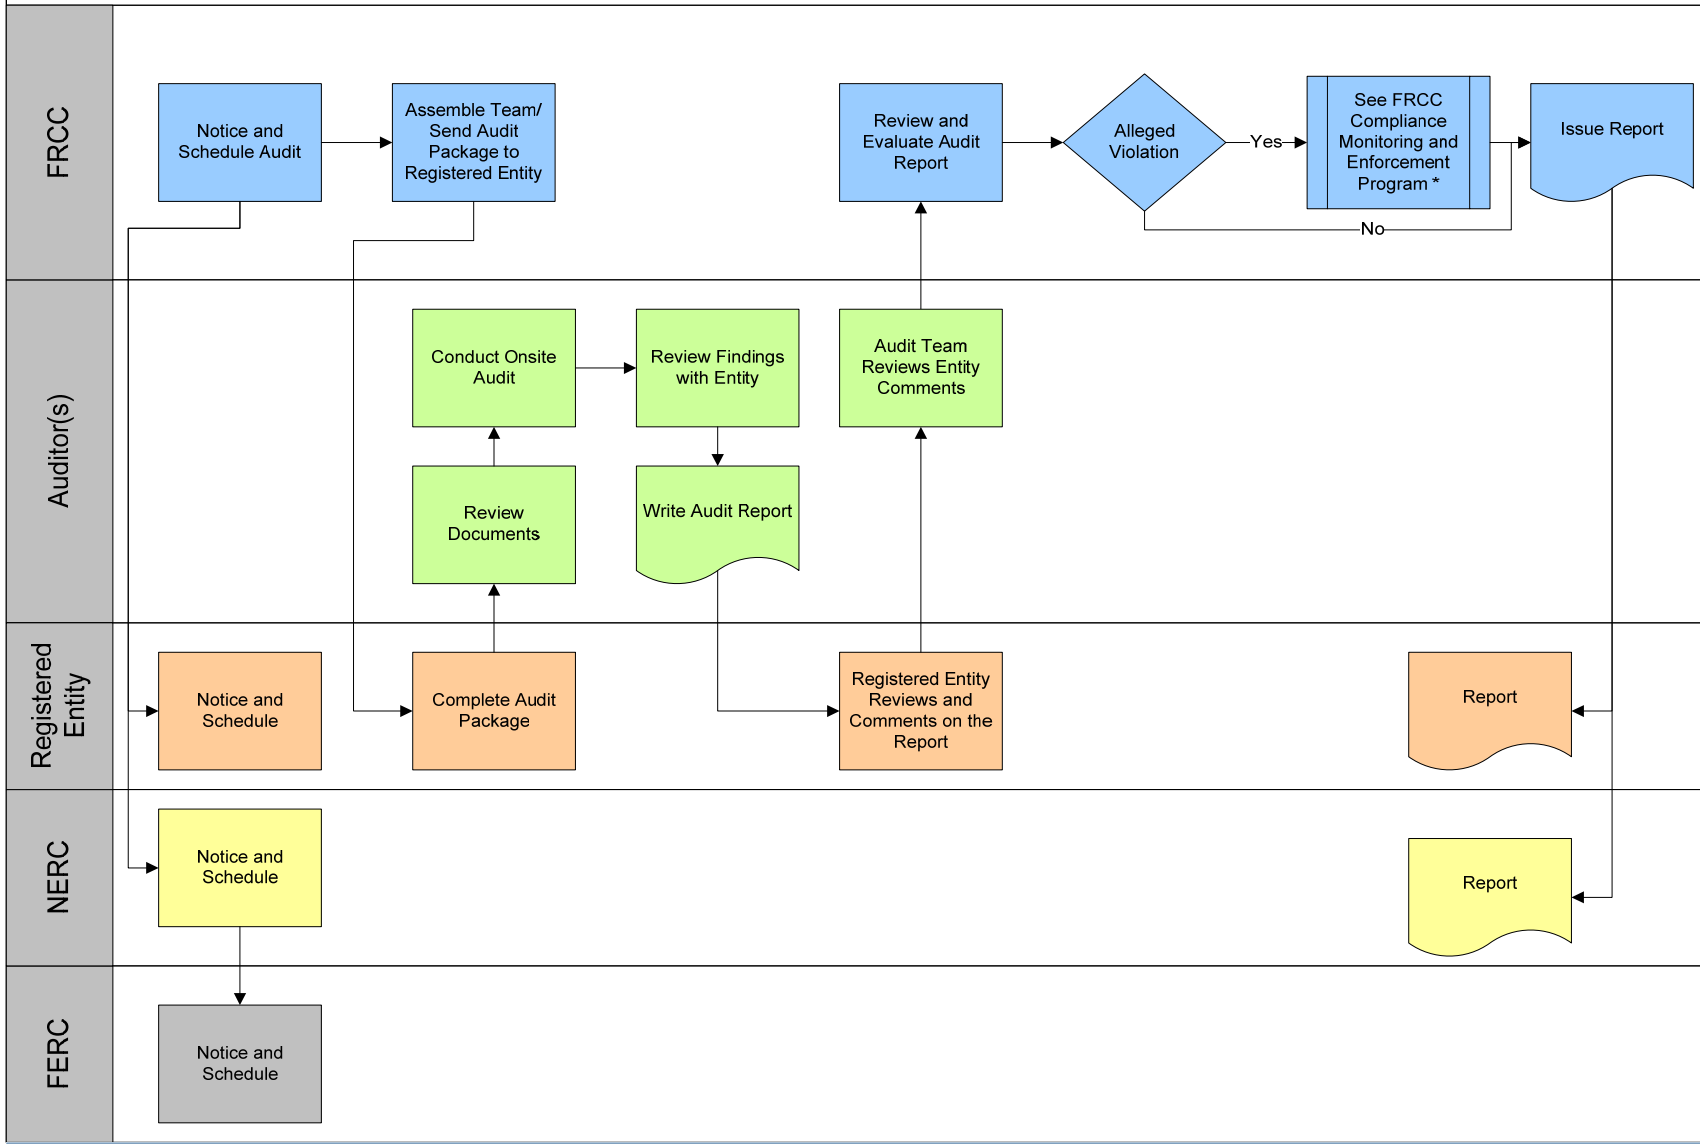 FRCC
Notice and
Schedule Audit
Assemble Team/
Send Audit
Package to
Registered Entity
Review and
Evaluate Audit
Report
Alleged
Violation
Yes
No
See FRCC
Compliance
Monitoring and
Enforcement
Program *
Issue Report
Auditor(s)
Conduct Onsite
Audit
Review Findings
with Entity
Audit Team
Reviews Entity
Comments
Review
Documents
Write Audit Report
Registered
Entity
Notice and
Schedule
Complete Audit
Package
Registered Entity
Reviews and
Comments on the
Report
Report
NERC
Notice and
Schedule
Report
FERC
Notice and
Schedule